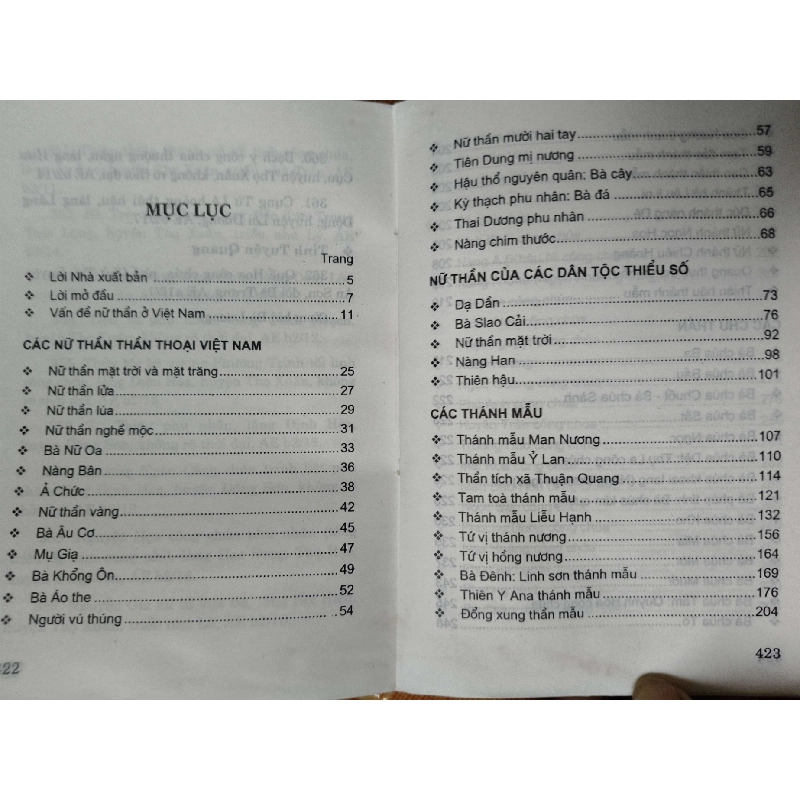 MỤC LỤC
Trang
❖ Lời Nhà xuất bản 5
❖ Lời mở đầu 7
❖ Vấn đề nữ thần ở Việt Nam 11
CÁC NỮ THẦN THẦN THOẠI VIỆT NAM
❖ Nữ thần mặt trời và mặt trăng 25
❖ Nữ thần lửa 27
❖ Nữ thần lúa 29
❖ Nữ thần nghề mộc 31
❖ Bà Nữ Oa 33
❖ Nàng Bân 36
❖ Ả Chức 38
❖ Nữ thần vàng 42
❖ Bà Âu Cơ 45
❖ Mụ Giạ 47
❖ Bà Khổng Ôn 49
❖ Bà Áo the 52
❖ Người vú thúng 54
422
❖ Nữ thần mười hai tay 57
❖ Tiên Dung mị nương 59
❖ Hậu thổ nguyên quân: Bà cây 63
❖ Kỳ thạch phu nhân: Bà đá 65
❖ Thai Dương phu nhân 66
❖ Nàng chim thước 68
NỮ THẦN CỦA CÁC DÂN TỘC THIỂU SỐ
❖ Dạ Dần 73
❖ Bà Slao Cải 76
❖ Nữ thần mặt trời 92
❖ Nàng Han 98
❖ Thiên hậu 101
CÁC THÁNH MẪU
❖ Thánh mẫu Man Nương 107
❖ Thánh mẫu Ỷ Lan 110
❖ Thần tích xã Thuận Quang 114
❖ Tam toà thánh mẫu 121
❖ Thánh mẫu Liễu Hạnh 132
❖ Tứ vị thánh nương 156
❖ Tứ vị hồng nương 164
❖ Bà Đênh: Linh sơn thánh mẫu 169
❖ Thiên Y Ana thánh mẫu 176
❖ Đổng xung thần mẫu 204
423